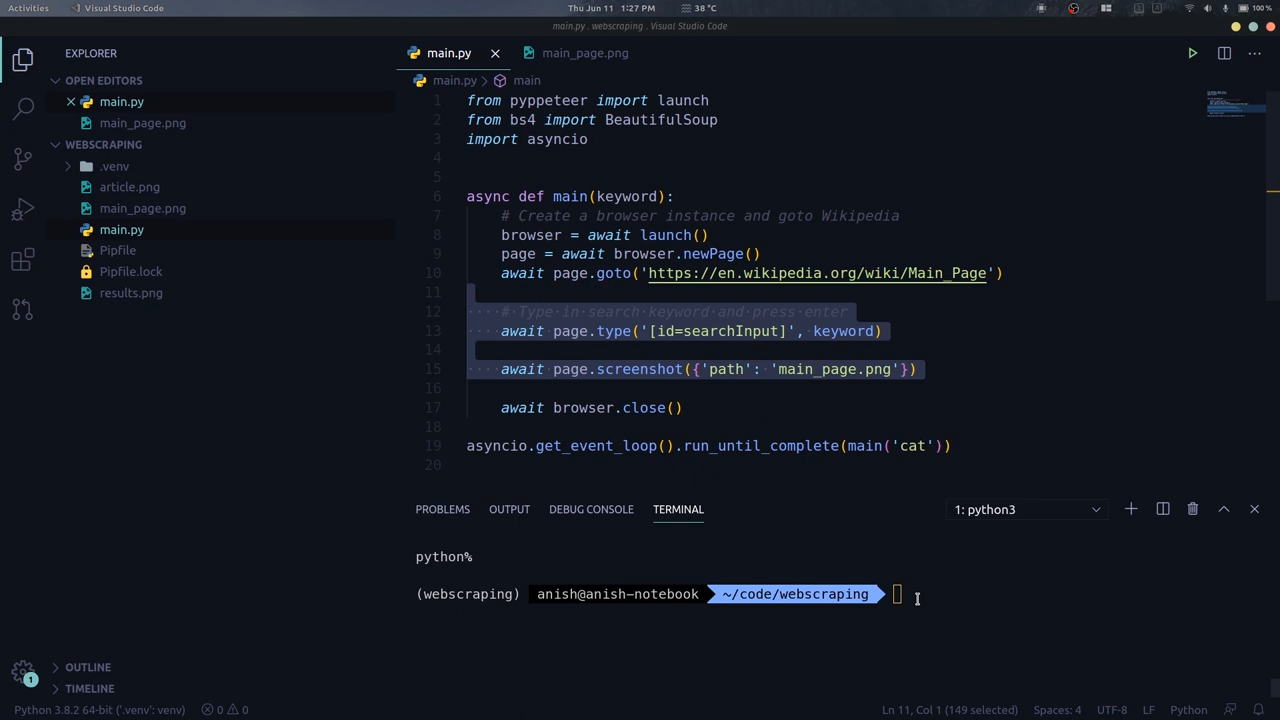 Activities
Visual Studio Code
Thu Jun 11 1:27 PM
38 °C
100 %
main.py . webscraping . Visual Studio Code
EXPLORER
OPEN EDITORS
main.py
main_page.png
WEBSCRAPING
.venv
article.png
main_page.png
main.py
Pipfile
Pipfile.lock
results.png
OUTLINE
TIMELINE
main.py
main_page.png
main.py
main
1 from pyppeteer import launch
2 from bs4 import BeautifulSoup
3 import asyncio
4
5
6 async def main(keyword):
7 # Create a browser instance and goto Wikipedia
8 browser = await launch()
9 page = await browser.newPage()
10 await page.goto('https://en.wikipedia.org/wiki/Main_Page')
11
12 # Type in search keyword and press enter
13 await page.type('[id=searchInput]', keyword)
14
15 await page.screenshot({'path': 'main_page.png'})
16
17 await browser.close()
18
19 asyncio.get_event_loop().run_until_complete(main('cat'))
20
PROBLEMS OUTPUT DEBUG CONSOLE TERMINAL
1: python3
python%
(webscraping) anish@anish-notebook ~/code/webscraping
1
Python 3.8.2 64-bit ('.venv': venv) 0 0 Ln 11, Col 1 (149 selected) Spaces: 4 UTF-8 LF Python